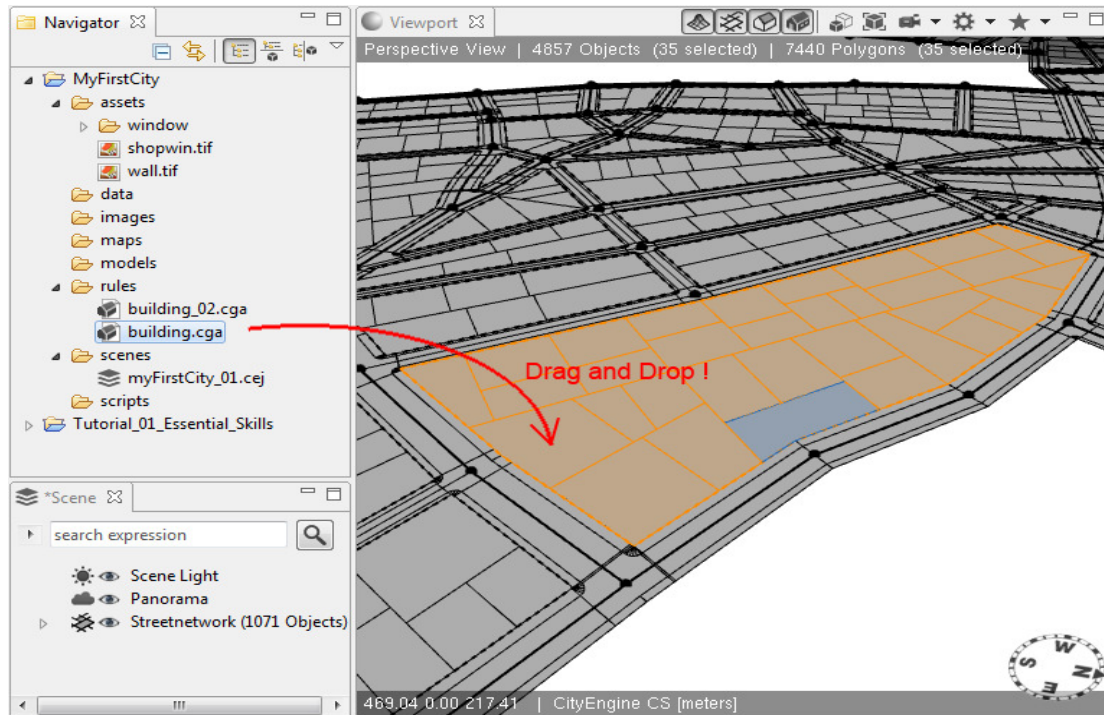 Navigator
MyFirstCity
assets
window
shopwin.tif
wall.tif
data
images
maps
models
rules
building_02.cga
building.cga
scenes
myFirstCity_01.cej
scripts
Tutorial_01_Essential_Skills
*Scene
search expression
Scene Light
Panorama
Streetnetwork (1071 Objects)
Viewport
Perspective View | 4857 Objects (35 selected) | 7440 Polygons (35 selected)
Drag and Drop !
W
S
N
E
469.04 0.00 217.41 | CityEngine CS [meters]